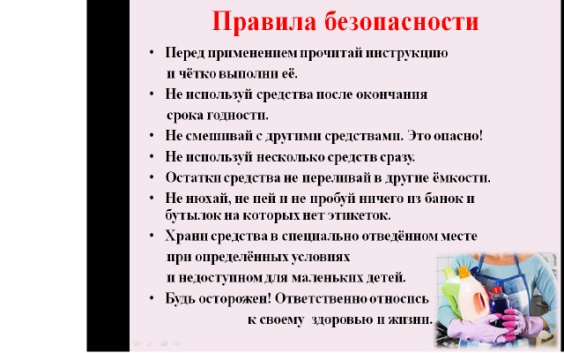 Правила безопасности
• Перед применением прочитай инструкцию
и чётко выполни её.
• Не используй средства после окончания
срока годности.
• Не смешивай с другими средствами. Это опасно!
• Не используй несколько средств сразу.
• Остатки средства не переливай в другие ёмкости.
• Не нюхай, не пей и не пробуй ничего из банок и
бутылок на которых нет этикеток.
• Храни средства в специально отведённом месте
при определённых условиях
и недоступном для маленьких детей.
• Будь осторожен! Ответственно относись
к своему здоровью и жизни.